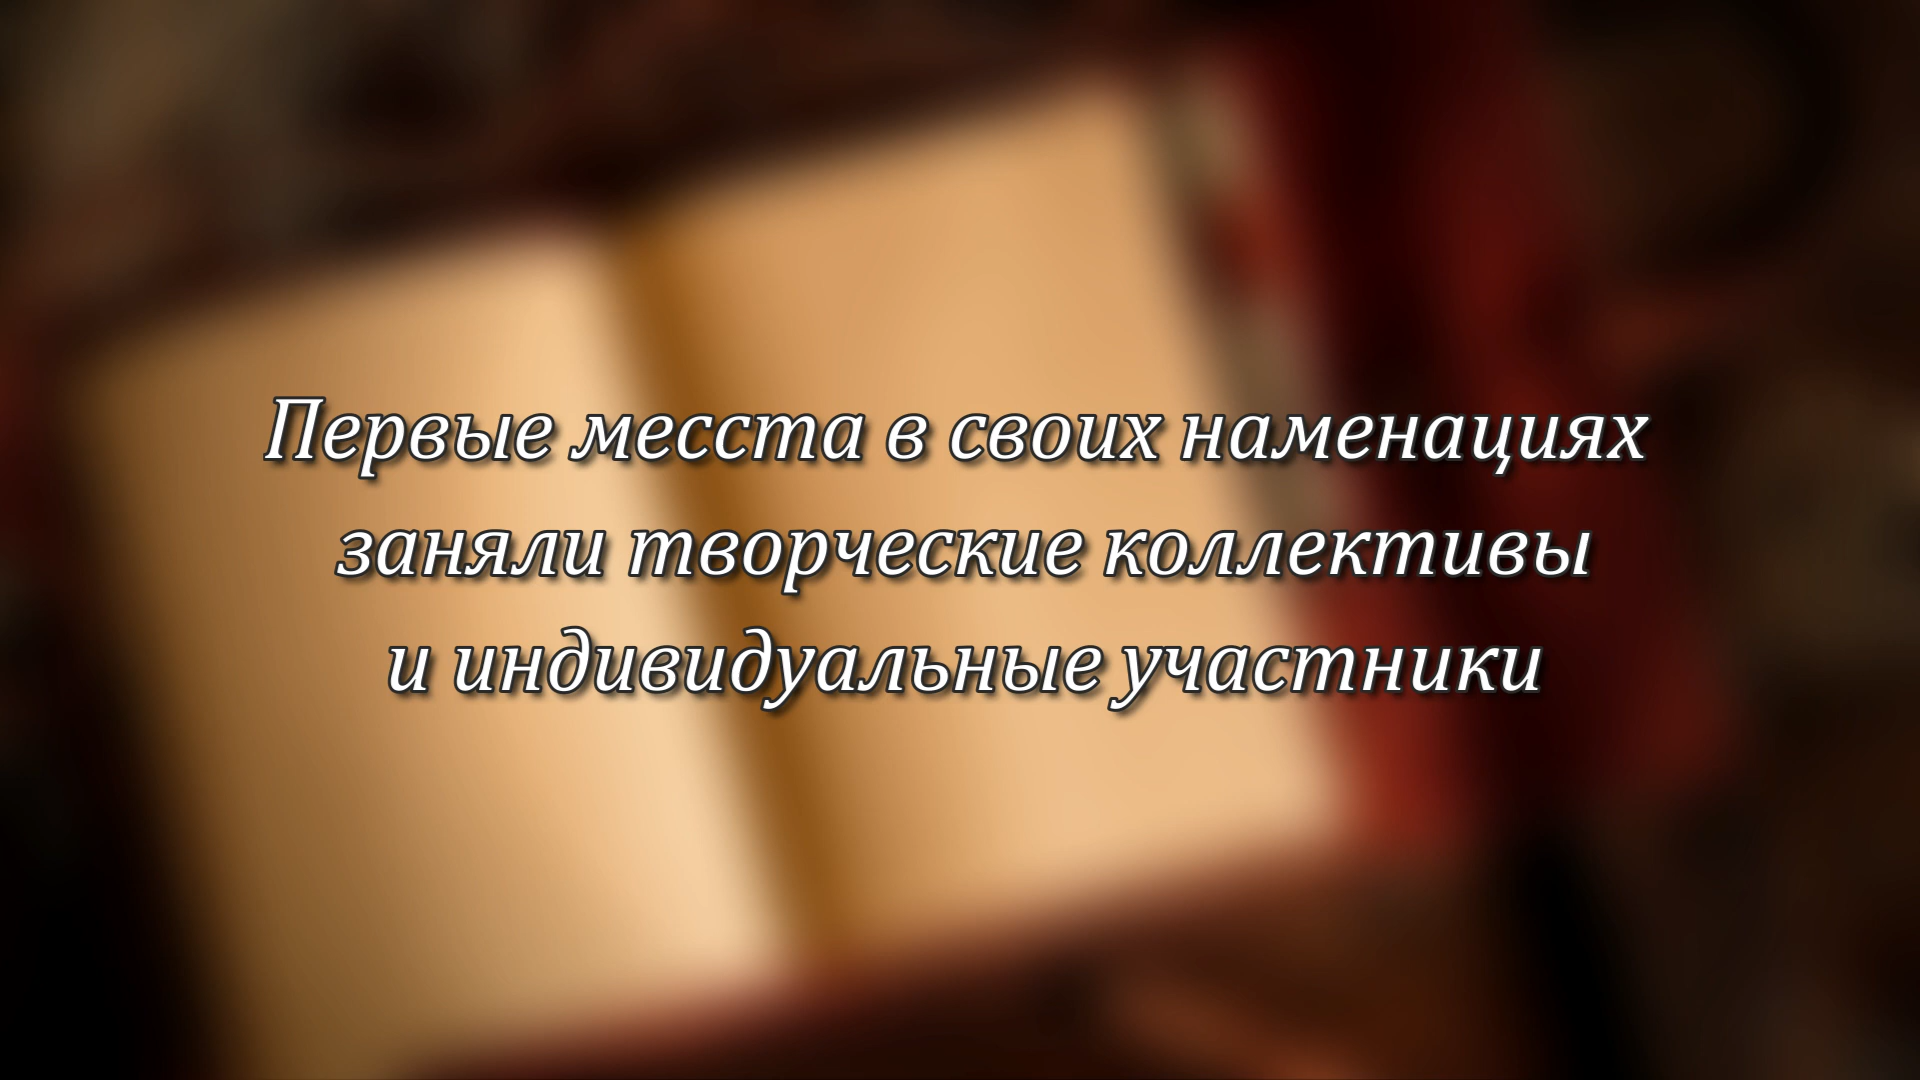 Первые месста в своих наменациях
заняли творческие коллективы
и индивидуальные участники